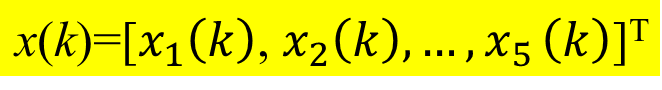 x(k)=[x₁(k), x₂(k), … , x₅ (k)]ᵀ